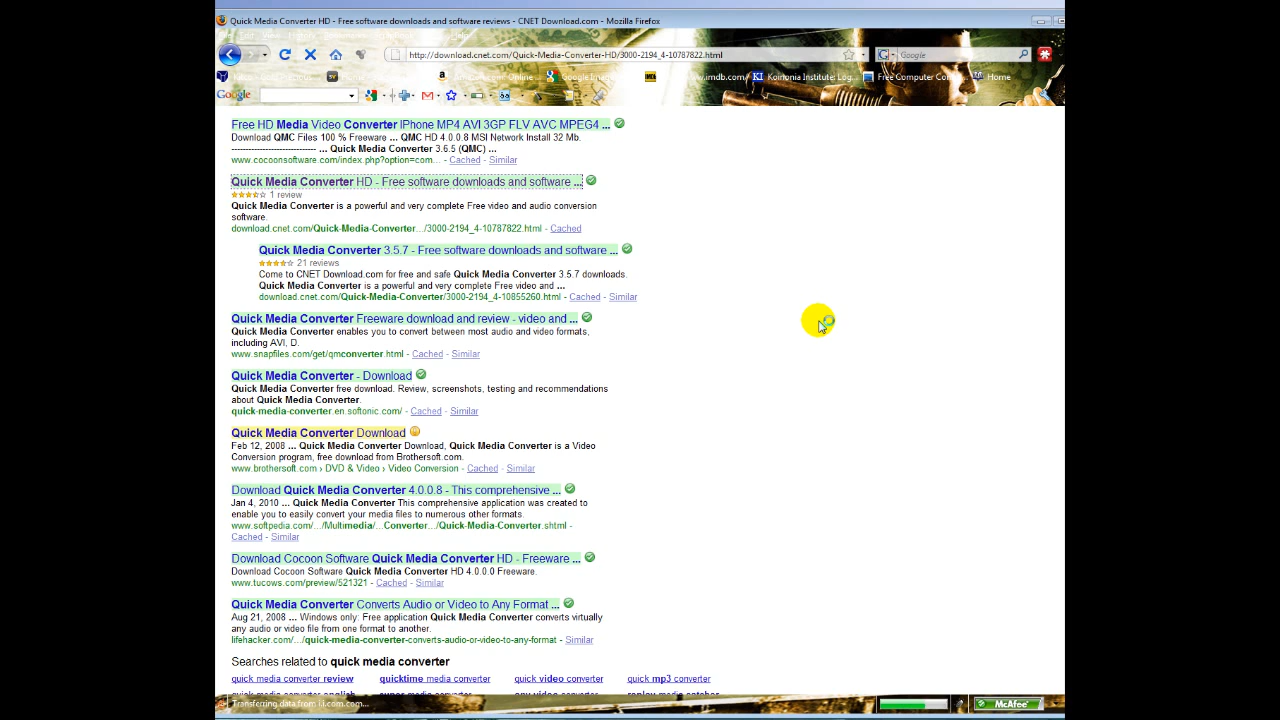 Quick Media Converter HD - Free software downloads and software reviews - CNET Download.com - Mozilla Firefox
http://download.cnet.com/Quick-Media-Converter-HD/3000-2194_4-10787822.html
Google
Google Image
www.imdb.com/
Koinonia Institute: Log...
Free Computer Co
Home
Google
Free HD Media Video Converter IPhone MP4 AVI 3GP FLV AVC MPEG4 ...
Download QMC Files 100 % Freeware ... QMC HD 4.0.0.8 MSI Network Install 32 Mb.
------------------------------ ... Quick Media Converter 3.6.5 (QMC) ...
www.cocoonsoftware.com/index.php?option=com... - Cached - Similar
Quick Media Converter HD - Free software downloads and software ...
1 review
Quick Media Converter is a powerful and very complete Free video and audio conversion
software.
download.cnet.com/Quick-Media-Converter.../3000-2194_4-10787822.html - Cached
Quick Media Converter 3.5.7 - Free software downloads and software ...
21 reviews
Come to CNET Download.com for free and safe Quick Media Converter 3.5.7 downloads.
Quick Media Converter is a powerful and very complete Free video and ...
download.cnet.com/Quick-Media-Converter/3000-2194_4-10855260.html - Cached - Similar
Quick Media Converter Freeware download and review - video and ...
Quick Media Converter enables you to convert between most audio and video formats,
including AVI, D.
www.snapfiles.com/get/qmconverter.html - Cached - Similar
Quick Media Converter - Download
Quick Media Converter free download. Review, screenshots, testing and recommendations
about Quick Media Converter.
quick-media-converter.en.softonic.com/ - Cached - Similar
Quick Media Converter Download
Feb 12, 2008 ... Quick Media Converter Download, Quick Media Converter is a Video
Conversion program, free download from Brothersoft.com.
www.brothersoft.com › DVD & Video › Video Conversion - Cached - Similar
Download Quick Media Converter 4.0.0.8 - This comprehensive ...
Jan 4, 2010 ... Quick Media Converter This comprehensive application was created to
enable you to easily convert your media files to numerous other formats.
www.softpedia.com/.../Multimedia/...Converter.../Quick-Media-Converter.shtml -
Cached - Similar
Download Cocoon Software Quick Media Converter HD - Freeware ...
Download Cocoon Software Quick Media Converter HD 4.0.0.0 Freeware.
www.tucows.com/preview/521321 - Cached - Similar
Quick Media Converter Converts Audio or Video to Any Format ...
Aug 21, 2008 ... Windows only: Free application Quick Media Converter converts virtually
any audio or video file from one format to another.
lifehacker.com/.../quick-media-converter-converts-audio-or-video-to-any-format - Similar
Searches related to quick media converter
quick media converter review
quicktime media converter
quick video converter
quick mp3 converter
Transferring data from i.i.com.com...
McAfee